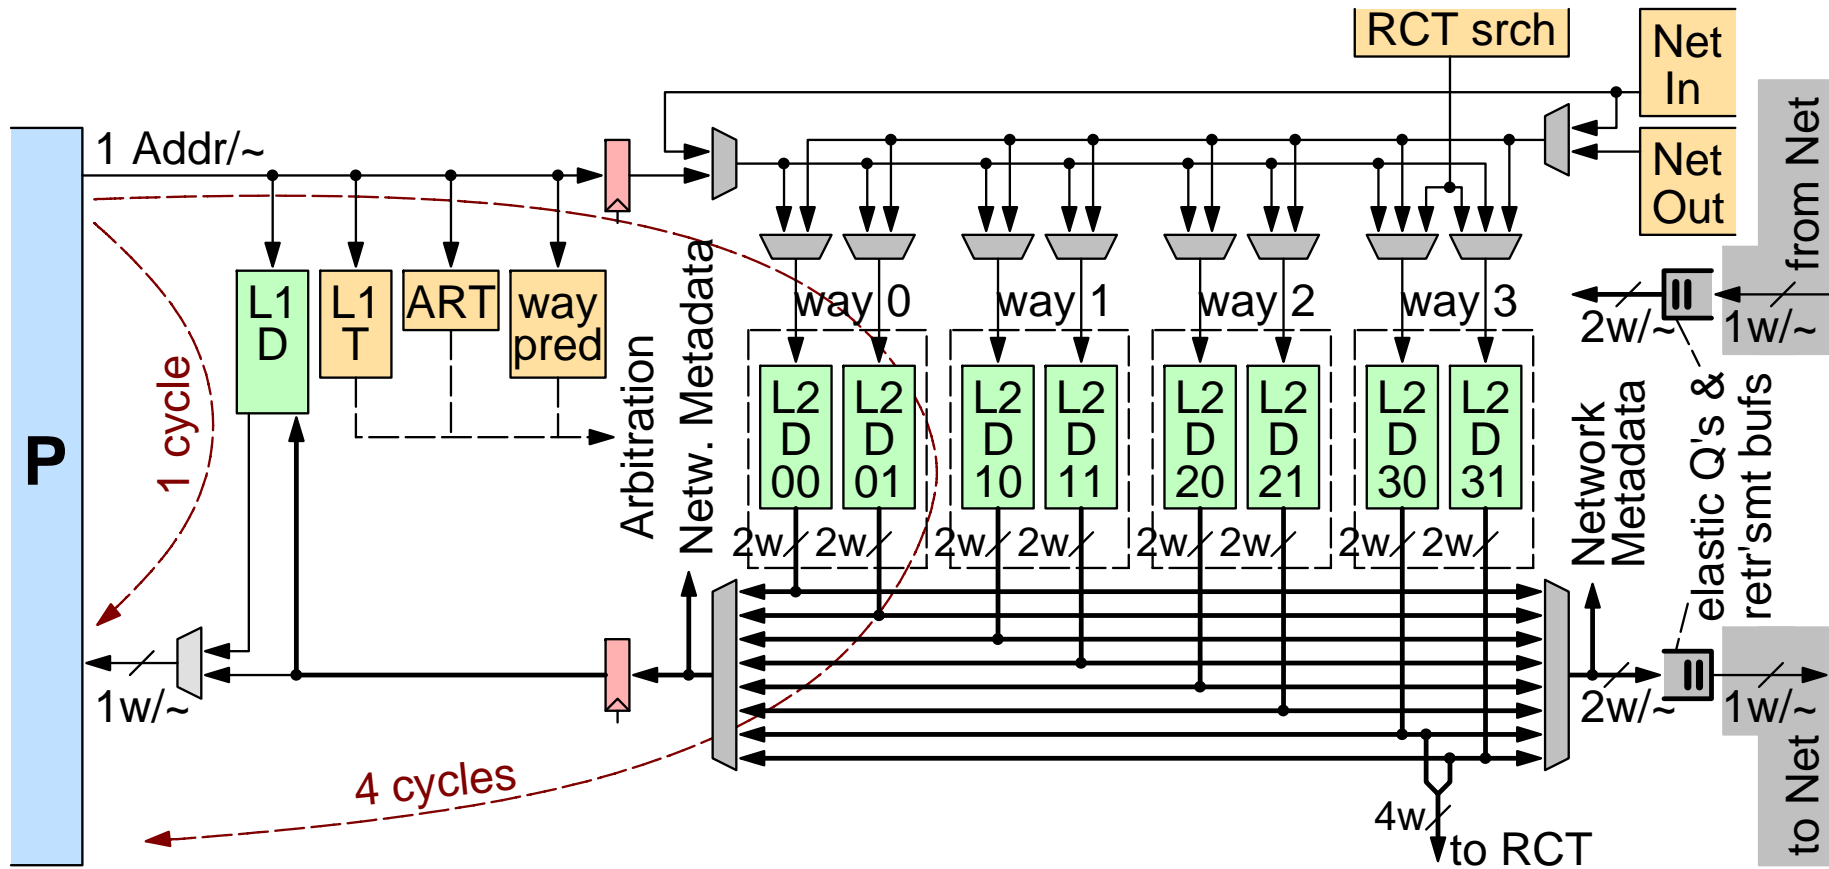 RCT srch
Net
In
1 Addr/~
Net
Out
from Net
L1
D
L1
T
ART
way
pred
way 0
way 1
way 2
way 3
2w/~
1w/~
1 cycle
Arbitration
Netw. Metadata
P
L2
D
00
L2
D
01
L2
D
10
L2
D
11
L2
D
20
L2
D
21
L2
D
30
L2
D
31
Network
Metadata
elastic Q's &
retr'smt bufs
2w
2w
2w
2w
2w
2w
2w
2w
1w/~
2w/~
1w/~
to Net
4 cycles
4w
to RCT